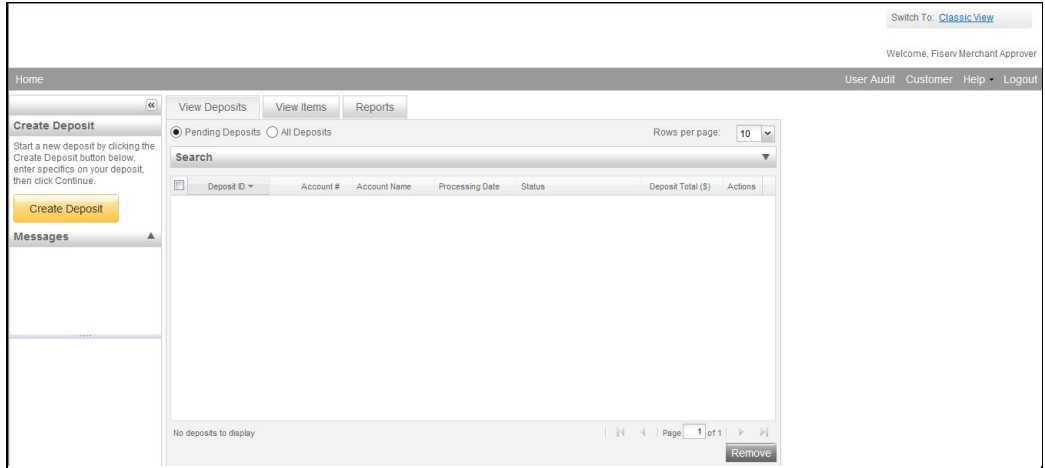 Switch To: Classic View
Welcome, Fiserv Merchant Approver
Home User Audit Customer Help Logout
View Deposits View Items Reports
Create Deposit
Start a new deposit by clicking the
Create Deposit button below,
enter specifics on your deposit,
then click Continue.
Create Deposit
Messages
Pending Deposits All Deposits Rows per page: 10
Search
Deposit ID Account # Account Name Processing Date Status Deposit Total ($) Actions
No deposits to display Page 1 of 1
Remove